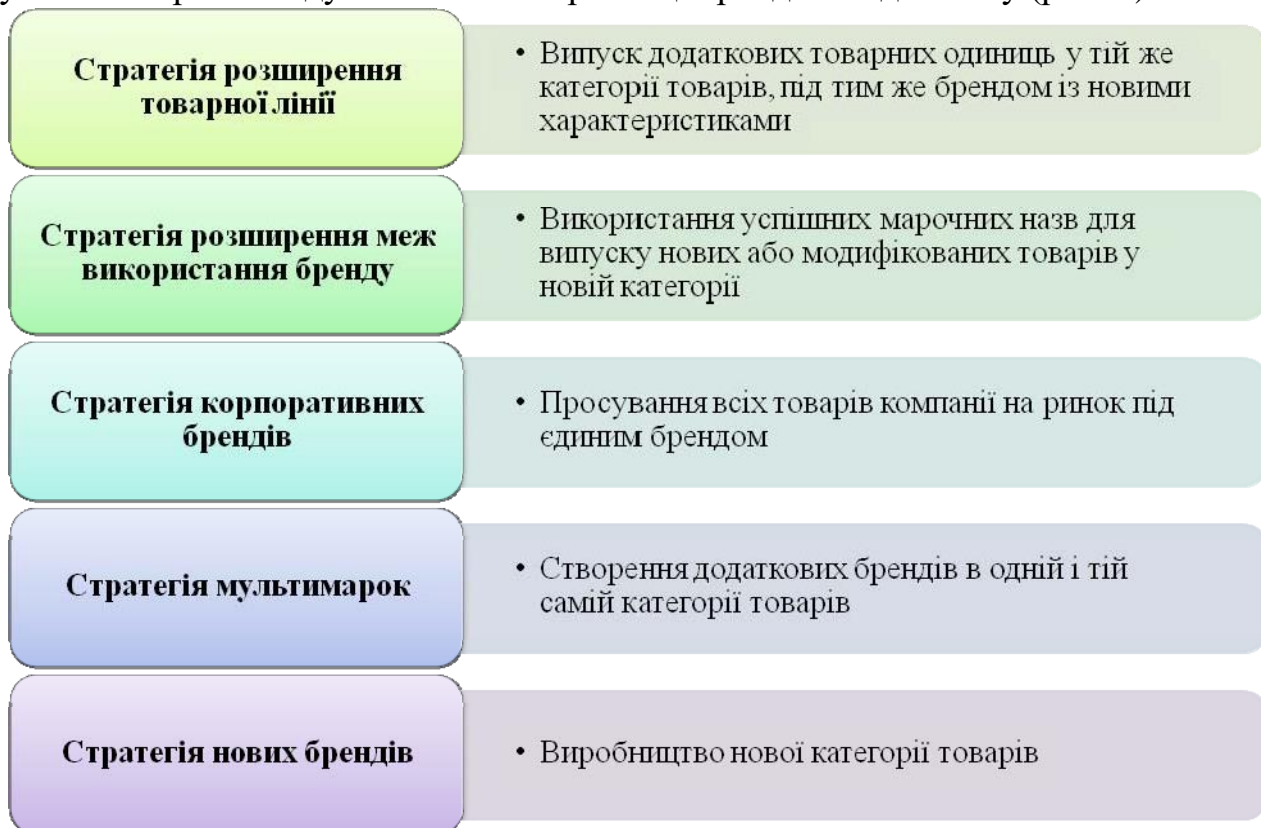 Стратегія розширення
товарної лінії
• Випуск додаткових товарних одиниць у тій же
категорії товарів, під тим же брендом із новими
характеристиками
Стратегія розширення меж
використання бренду
• Використання успішних марочних назв для
випуску нових або модифікованих товарів у
новій категорії
Стратегія корпоративних
брендів
• Просування всіх товарів компанії на ринок під
єдиним брендом
Стратегія мультимарок
• Створення додаткових брендів в одній і тій
самій категорії товарів
Стратегія нових брендів
• Виробництво нової категорії товарів